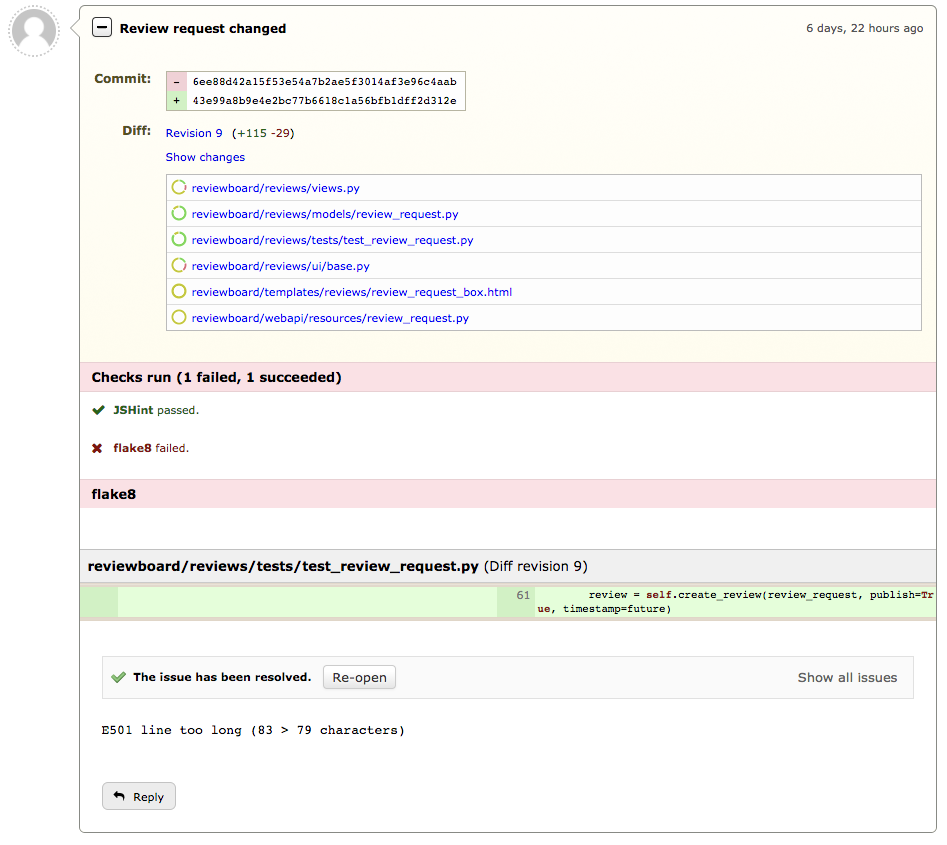 Review request changed
6 days, 22 hours ago
Commit:
- 6ee88d42a15f53e54a7b2ae5f3014af3e96c4aab
+ 43e99a8b9e4e2bc77b6618c1a56bfb1dff2d312e
Diff:
Revision 9 (+115 -29)
Show changes
reviewboard/reviews/views.py
reviewboard/reviews/models/review_request.py
reviewboard/reviews/tests/test_review_request.py
reviewboard/reviews/ui/base.py
reviewboard/templates/reviews/review_request_box.html
reviewboard/webapi/resources/review_request.py
Checks run (1 failed, 1 succeeded)
JSHint passed.
flake8 failed.
flake8
reviewboard/reviews/tests/test_review_request.py (Diff revision 9)
61 review = self.create_review(review_request, publish=Tr
ue, timestamp=future)
The issue has been resolved. Re-open Show all issues
E501 line too long (83 > 79 characters)
Reply